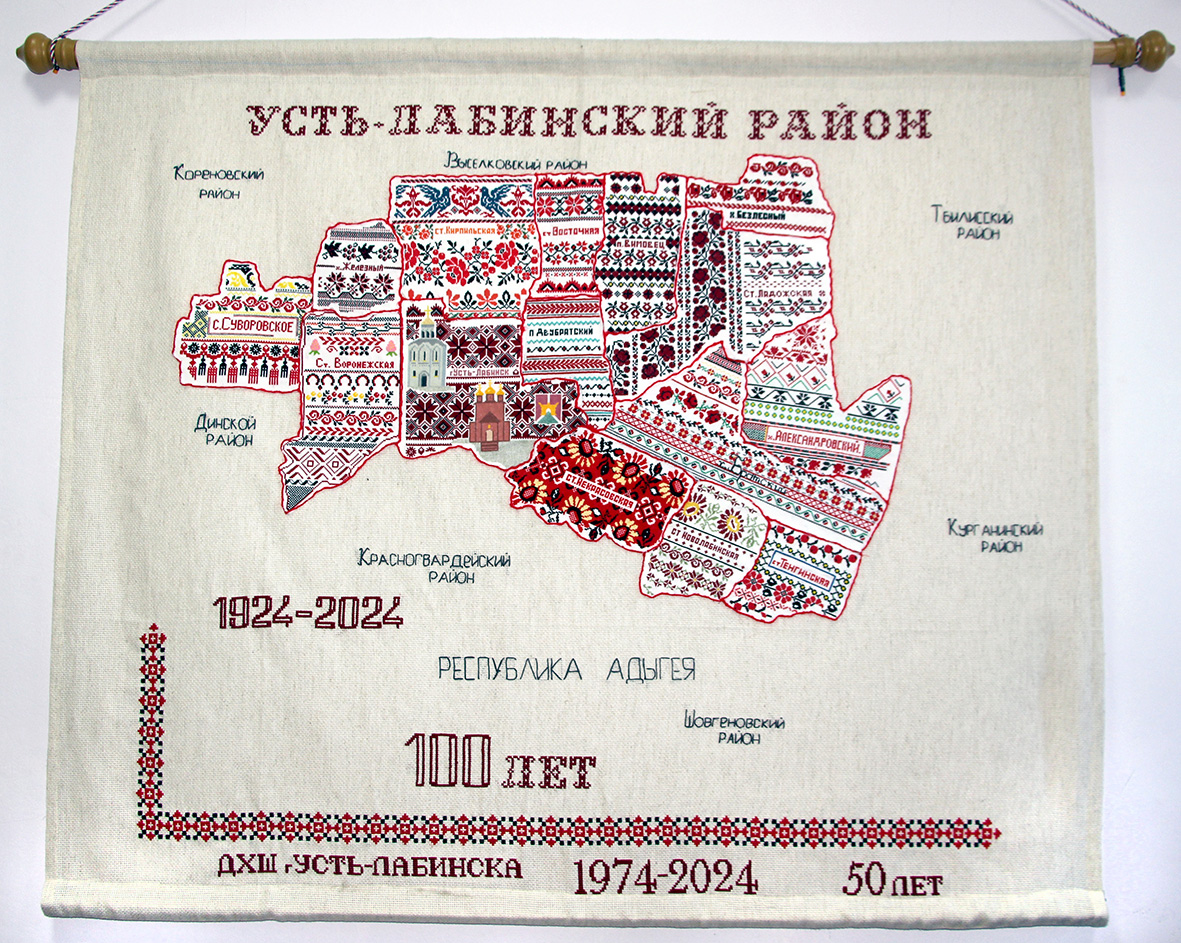 УСТЬ-ЛАБИНСКИЙ РАЙОН
ВЫСЕЛКОВСКИЙ РАЙОН
КОРЕНОВСКИЙ
РАЙОН
ТБИЛИССКИЙ
РАЙОН
х.БЕЗЛЕСНЫЙ
СТ.КИРПИЛЬСКАЯ
СТ.ВОСТОЧНАЯ
П.ВИМОВЕЦ
х.ЖЕЛЕЗНЫЙ
СТ.ЛАДОЖСКАЯ
С.СУВОРОВСКОЕ
П.ДВУБРАТСКИЙ
СТ.ВОРОНЕЖСКАЯ
гУСТЬ-ЛАБИНСК
ДИНСКОЙ
РАЙОН
х.АЛЕКСАНДРОВСКИЙ
СТ.НЕКРАСОВСКАЯ
СТ.НОВОЛАБИНСКАЯ
СТ.ТЕНГИНСКАЯ
КУРГАНИНСКИЙ
РАЙОН
КРАСНОГВАРДЕЙСКИЙ
РАЙОН
1924-2024
РЕСПУБЛИКА АДЫГЕЯ
ШОВГЕНОВСКИЙ
РАЙОН
100 ЛЕТ
ДХШ гУСТЬ-ЛАБИНСКА 1974-2024 50 ЛЕТ